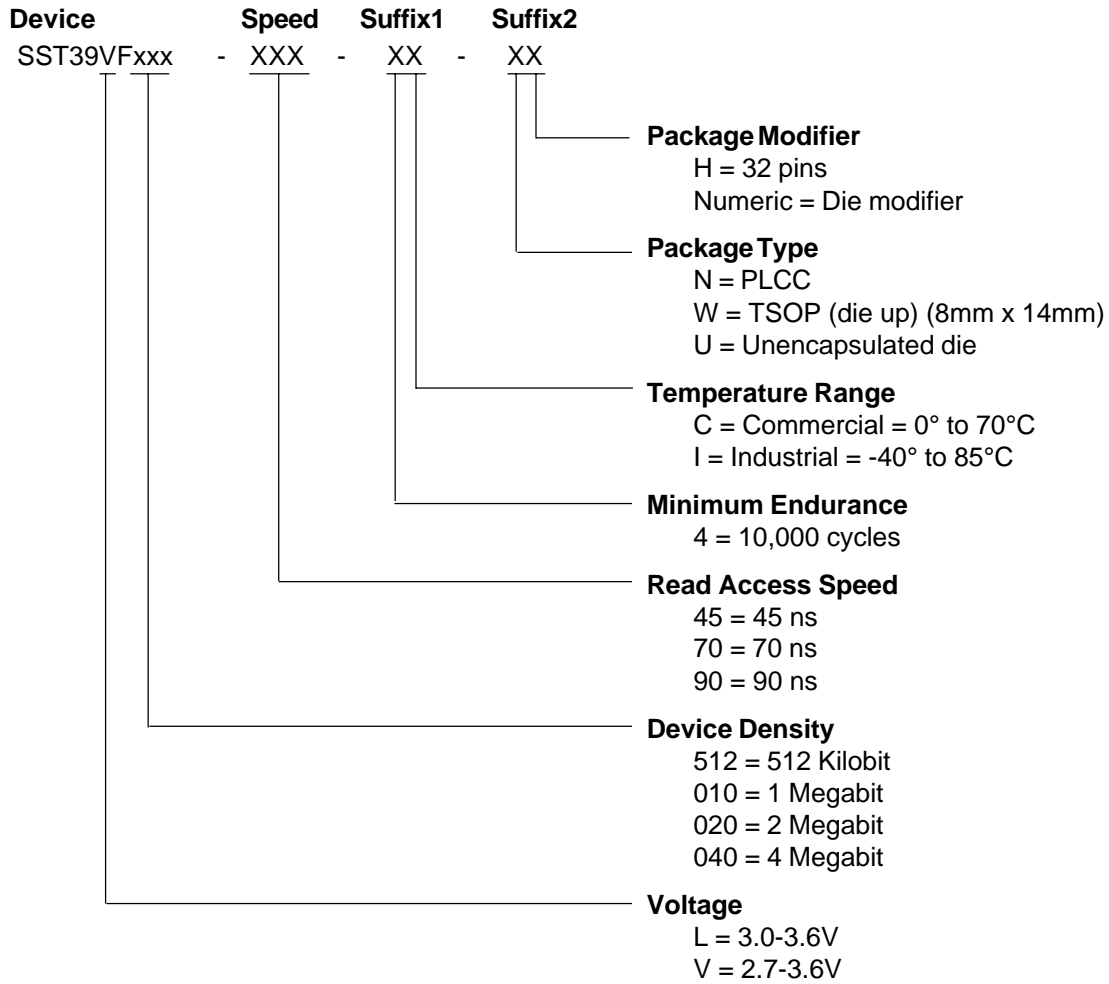 Device Speed Suffix1 Suffix2
SST39VFxxx - XXX - XX - XX
Package Modifier
H = 32 pins
Numeric = Die modifier
Package Type
N = PLCC
W = TSOP (die up) (8mm x 14mm)
U = Unencapsulated die
Temperature Range
C = Commercial = 0° to 70°C
I = Industrial = -40° to 85°C
Minimum Endurance
4 = 10,000 cycles
Read Access Speed
45 = 45 ns
70 = 70 ns
90 = 90 ns
Device Density
512 = 512 Kilobit
010 = 1 Megabit
020 = 2 Megabit
040 = 4 Megabit
Voltage
L = 3.0-3.6V
V = 2.7-3.6V